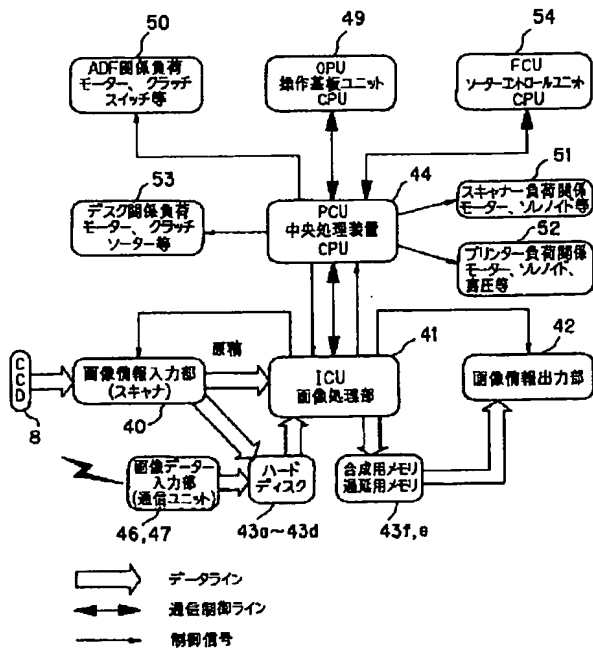 50
ADF関係負荷
モーター、クラッチ
スイッチ等
49
OPU
操作基板ユニット
CPU
54
FCU
ソーターコントロールユニット
CPU
53
デスク関係負荷
モーター、クラッチ
ソーター等
44
PCU
中央処理装置
CPU
51
スキャナー負荷関係
モーター、ソレノイド等
52
プリンター負荷関係
モーター、ソレノイド、
高圧等
CCD
8
画像情報入力部
(スキャナ)
40
原稿
41
ICU
画像処理部
42
画像情報出力部
画像データー
入力部
(通信ユニット)
46,47
ハード
ディスク
43a~43d
合成用メモリ
遅延用メモリ
43f,e
データライン
通信制御ライン
制御信号